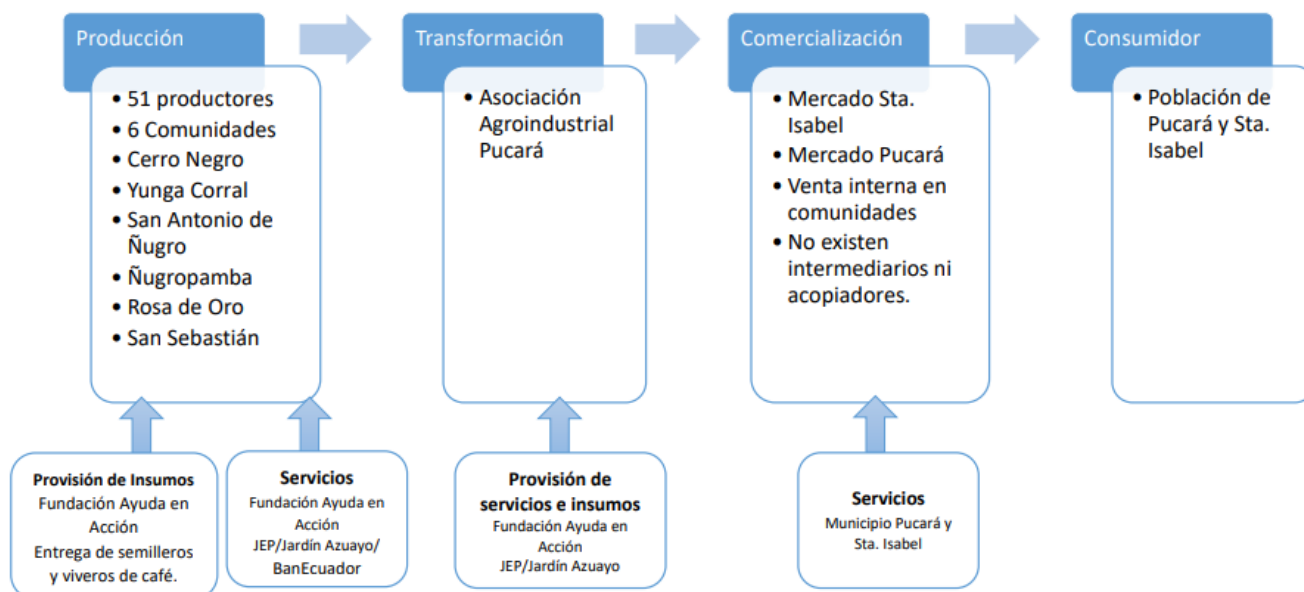 Producción
• 51 productores
• 6 Comunidades
• Cerro Negro
• Yunga Corral
• San Antonio de
Ñugro
• Ñugropamba
• Rosa de Oro
• San Sebastián
Transformación
• Asociación
Agroindustrial
Pucará
Comercialización
• Mercado Sta.
Isabel
• Mercado Pucará
• Venta interna en
comunidades
• No existen
intermediarios ni
acopiadores.
Consumidor
• Población de
Pucará y Sta.
Isabel
Provisión de Insumos
Fundación Ayuda en
Acción
Entrega de semilleros
y viveros de café.
Servicios
Fundación Ayuda en
Acción
JEP/Jardín Azuayo/
BanEcuador
Provisión de
servicios e insumos
Fundación Ayuda en
Acción
JEP/Jardín Azuayo
Servicios
Municipio Pucará y
Sta. Isabel